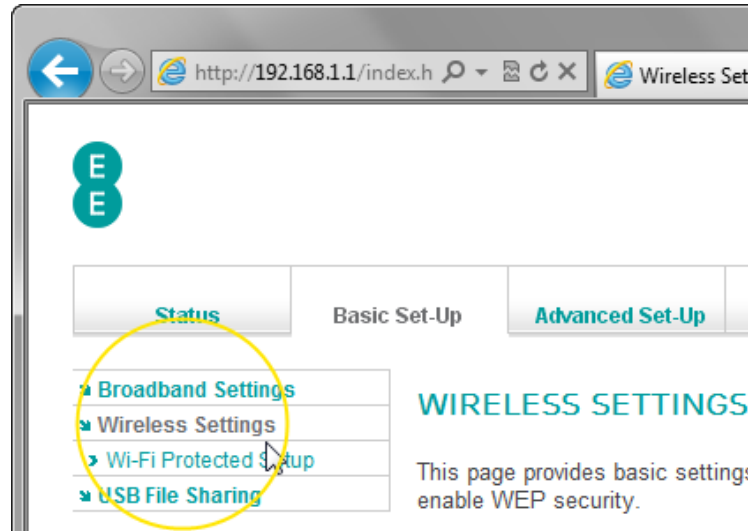 http://192.168.1.1/index.h
Wireless Set
E
E
Status
Basic Set-Up
Advanced Set-Up
Broadband Settings
Wireless Settings
Wi-Fi Protected Setup
USB File Sharing
WIRELESS SETTINGS
This page provides basic settings
enable WEP security.